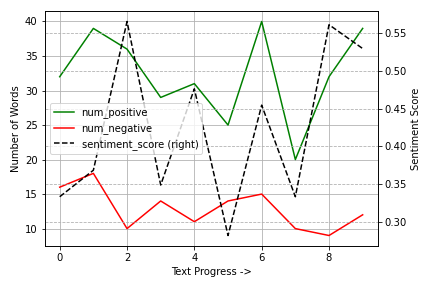 40
35
30
25
20
15
10
0.55
0.50
0.45
0.40
0.35
0.30
0 2 4 6 8
Number of Words
Sentiment Score
Text Progress ->
num_positive
num_negative
sentiment_score (right)